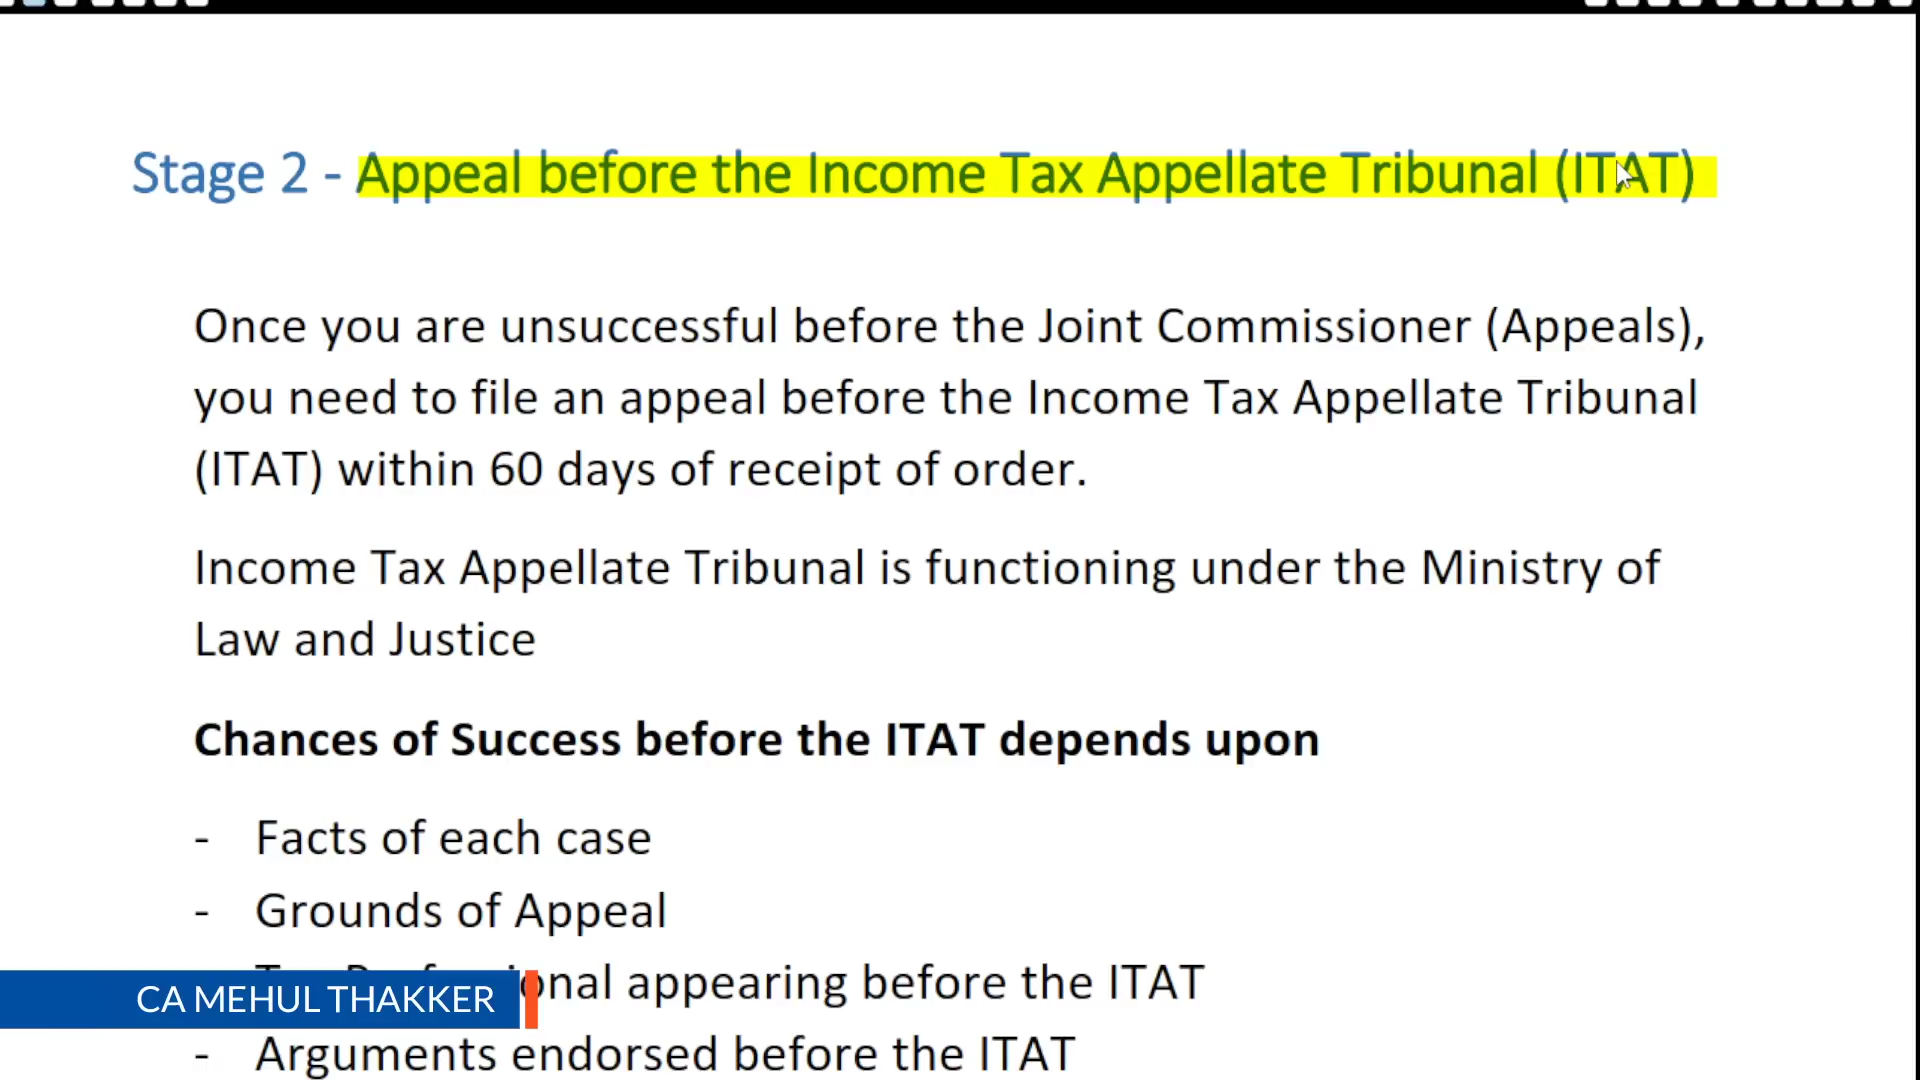 Stage 2 - Appeal before the Income Tax Appellate Tribunal (ITAT)
Once you are unsuccessful before the Joint Commissioner (Appeals),
you need to file an appeal before the Income Tax Appellate Tribunal
(ITAT) within 60 days of receipt of order.
Income Tax Appellate Tribunal is functioning under the Ministry of
Law and Justice
Chances of Success before the ITAT depends upon
- Facts of each case
- Grounds of Appeal
appearing before the ITAT
CA MEHUL THAKKER
- Arguments endorsed before the ITAT